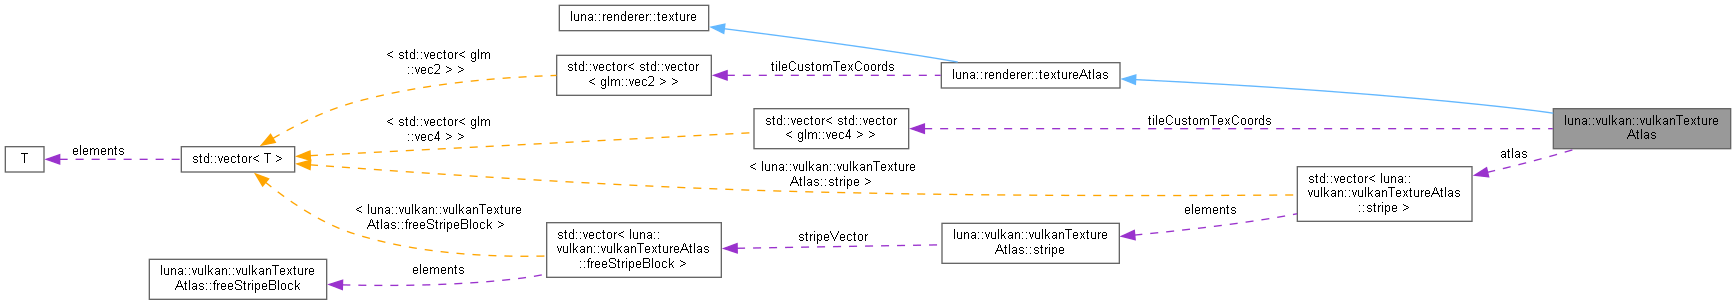 luna::renderer::texture
< std::vector< glm
::vec2 > >
std::vector< std::vector
< glm::vec2 > >
tileCustomTexCoords
luna::renderer::textureAtlas
< std::vector< glm
::vec4 > >
std::vector< std::vector
< glm::vec4 > >
tileCustomTexCoords
luna::vulkan::vulkanTexture
Atlas
T
elements
std::vector< T >
< luna::vulkan::vulkanTexture
Atlas::stripe >
atlas
std::vector< luna::
vulkan::vulkanTextureAtlas
::stripe >
< luna::vulkan::vulkanTexture
Atlas::freeStripeBlock >
std::vector< luna::
vulkan::vulkanTextureAtlas
::freeStripeBlock >
stripeVector
luna::vulkan::vulkanTexture
Atlas::stripe
elements
luna::vulkan::vulkanTexture
Atlas::freeStripeBlock
elements